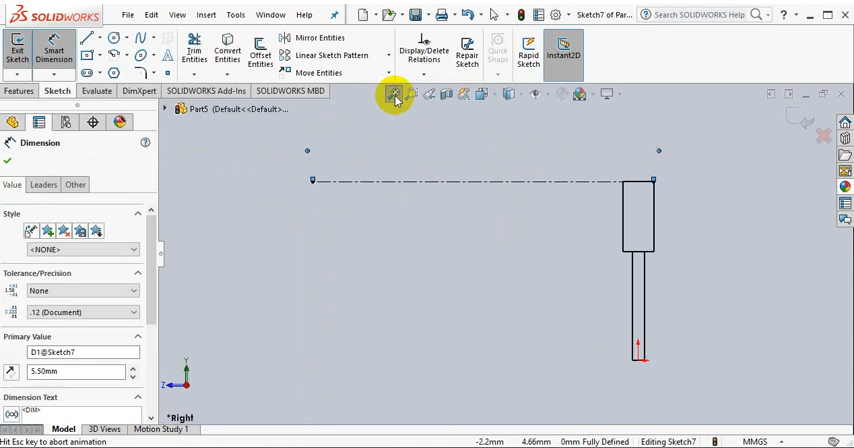 SOLIDWORKS
File Edit View Insert Tools Window Help
Sketch7 of Par...
Search SOLIDWORKS Help
Exit Sketch
Smart Dimension
Trim Entities
Convert Entities
Offset Entities
Mirror Entities
Linear Sketch Pattern
Move Entities
Display/Delete Relations
Repair Sketch
Quick Snaps
Rapid Sketch
Instant2D
Features Sketch Evaluate DimXpert SOLIDWORKS Add-Ins SOLIDWORKS MBD
Part5 (Default<<Default>...
Dimension
Value Leaders Other
Style
<NONE>
Tolerance/Precision
None
.12 (Document)
Primary Value
D1@Sketch7
5.50mm
Dimension Text
<DIM>
Y
Z
*Right
Model 3D Views Motion Study 1
Hit Esc key to abort animation
-2.2mm 4.66mm 0mm Fully Defined Editing Sketch7 MMGS